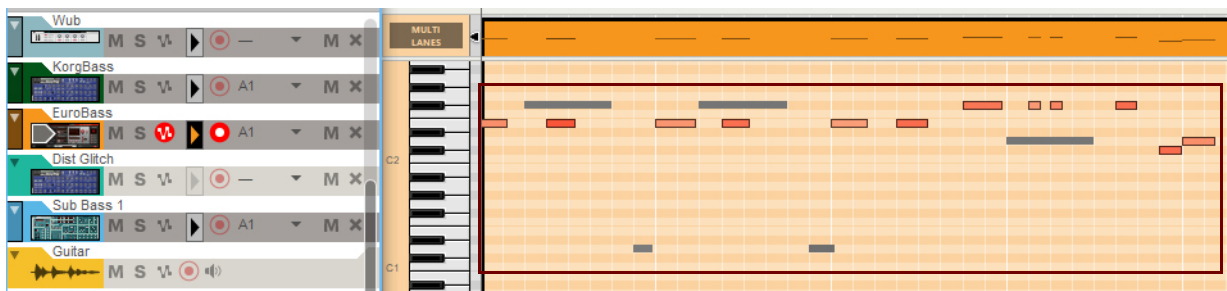 Wub
M S — M
MULTI
LANES
KorgBass
M S A1 M
EuroBass
M S A1 M
Dist Glitch
M S — M
C2
Sub Bass 1
M S A1 M
Guitar
M S
C1